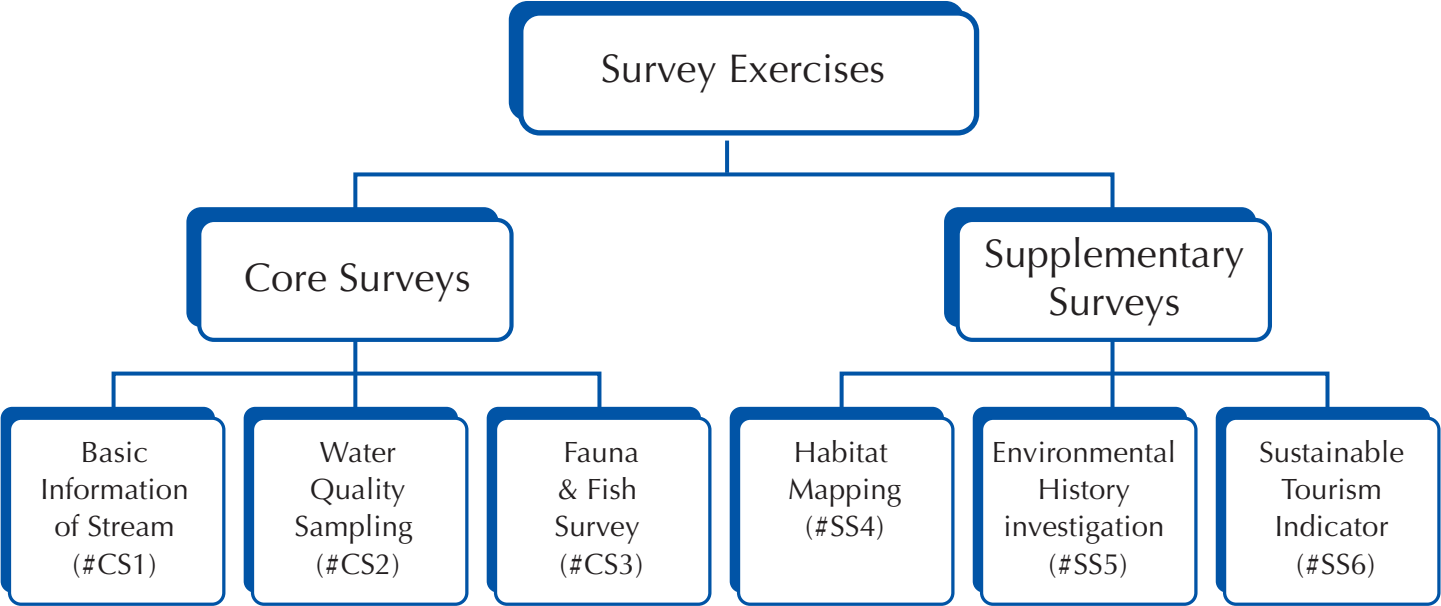 Survey Exercises
Core Surveys
Supplementary
Surveys
Basic
Information
of Stream
(#CS1)
Water
Quality
Sampling
(#CS2)
Fauna
& Fish
Survey
(#CS3)
Habitat
Mapping
(#SS4)
Environmental
History
investigation
(#SS5)
Sustainable
Tourism
Indicator
(#SS6)